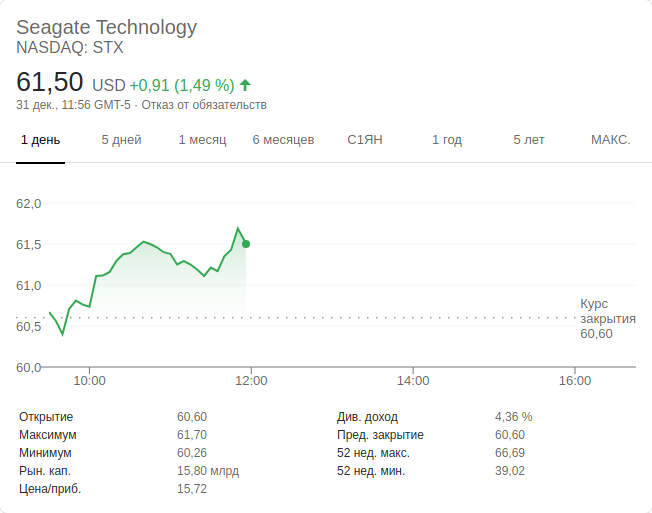 Seagate Technology
NASDAQ: STX
61,50 USD +0,91 (1,49 %)
31 дек., 11:56 GMT-5 · Отказ от обязательств
1 день 5 дней 1 месяц 6 месяцев С1ЯН 1 год 5 лет МАКС.
62,0
61,5
61,0
60,5
60,0
Курс
закрытия
60,60
10:00 12:00 14:00 16:00
Открытие 60,60 Див. доход 4,36 %
Максимум 61,70 Пред. закрытие 60,60
Минимум 60,26 52 нед. макс. 66,69
Рын. кап. 15,80 млрд 52 нед. мин. 39,02
Цена/приб. 15,72